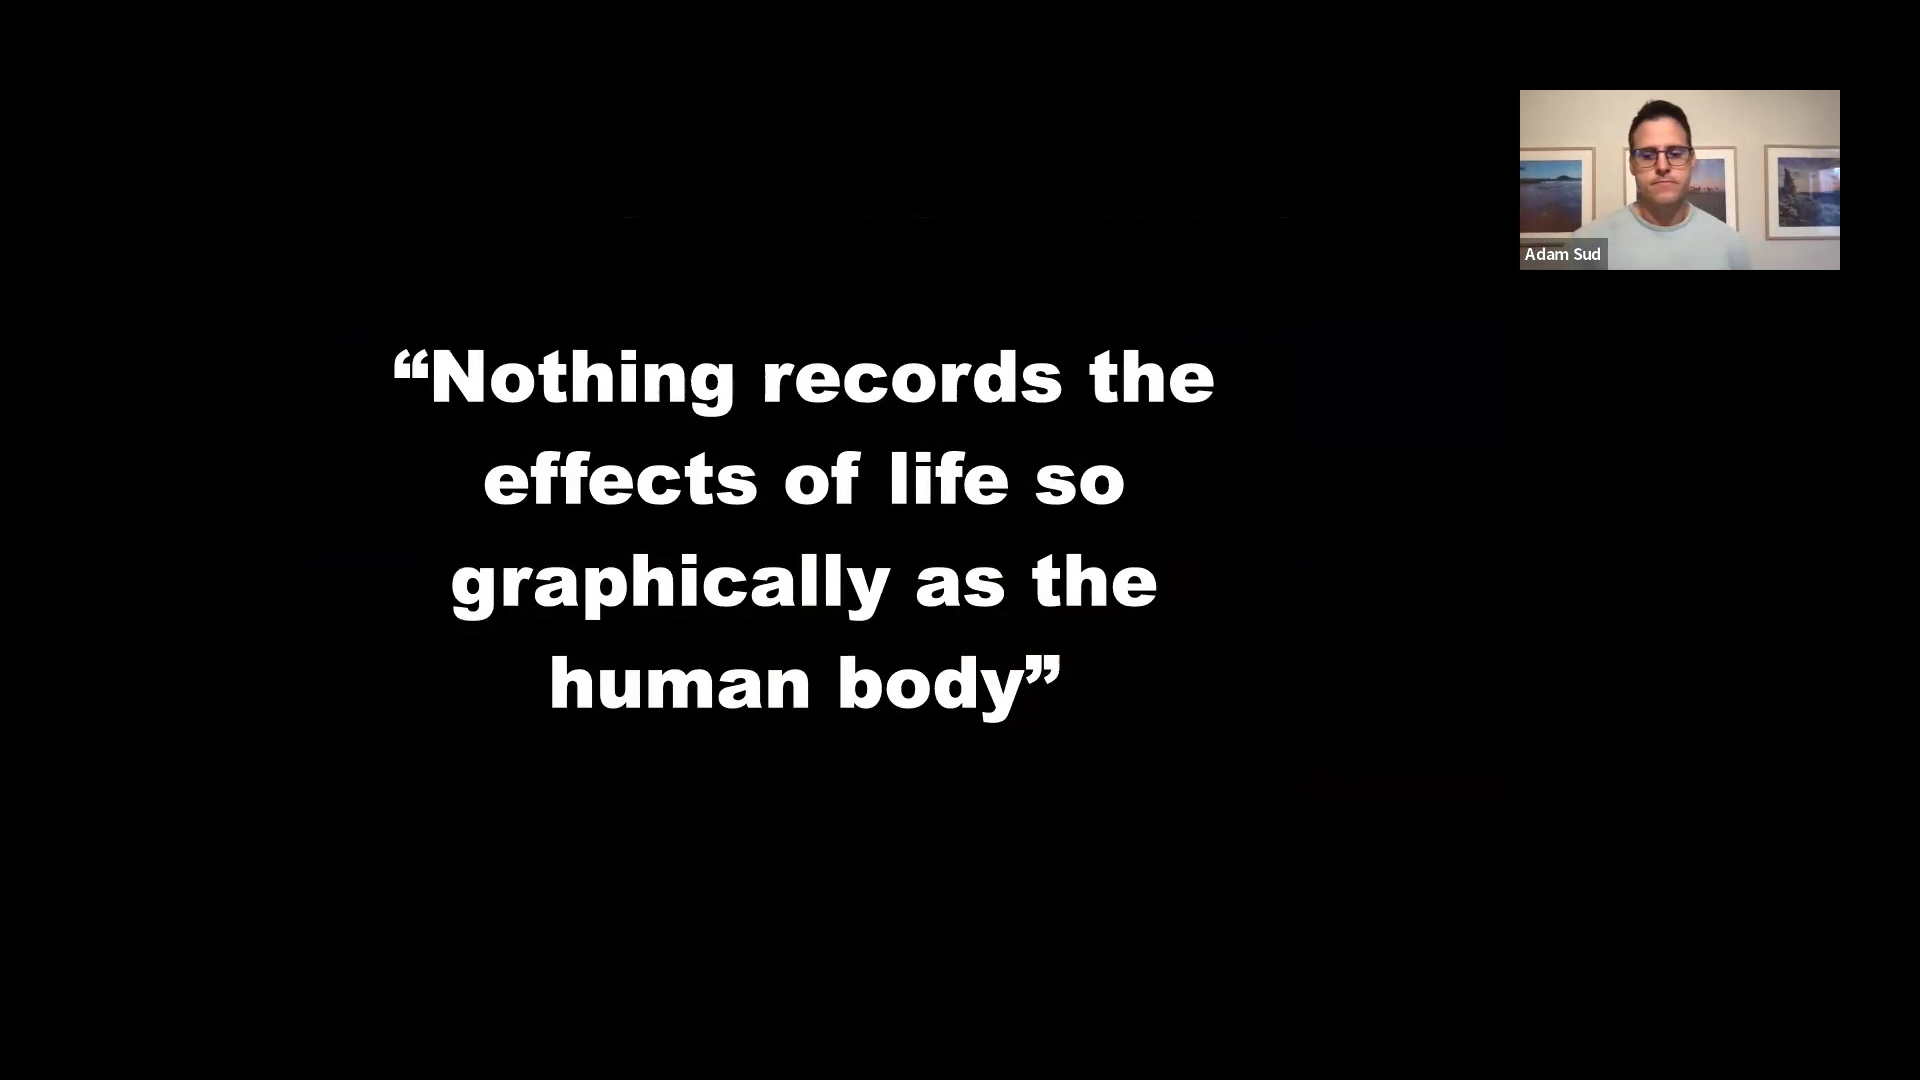 “Nothing records the
effects of life so
graphically as the
human body”
Adam Sud